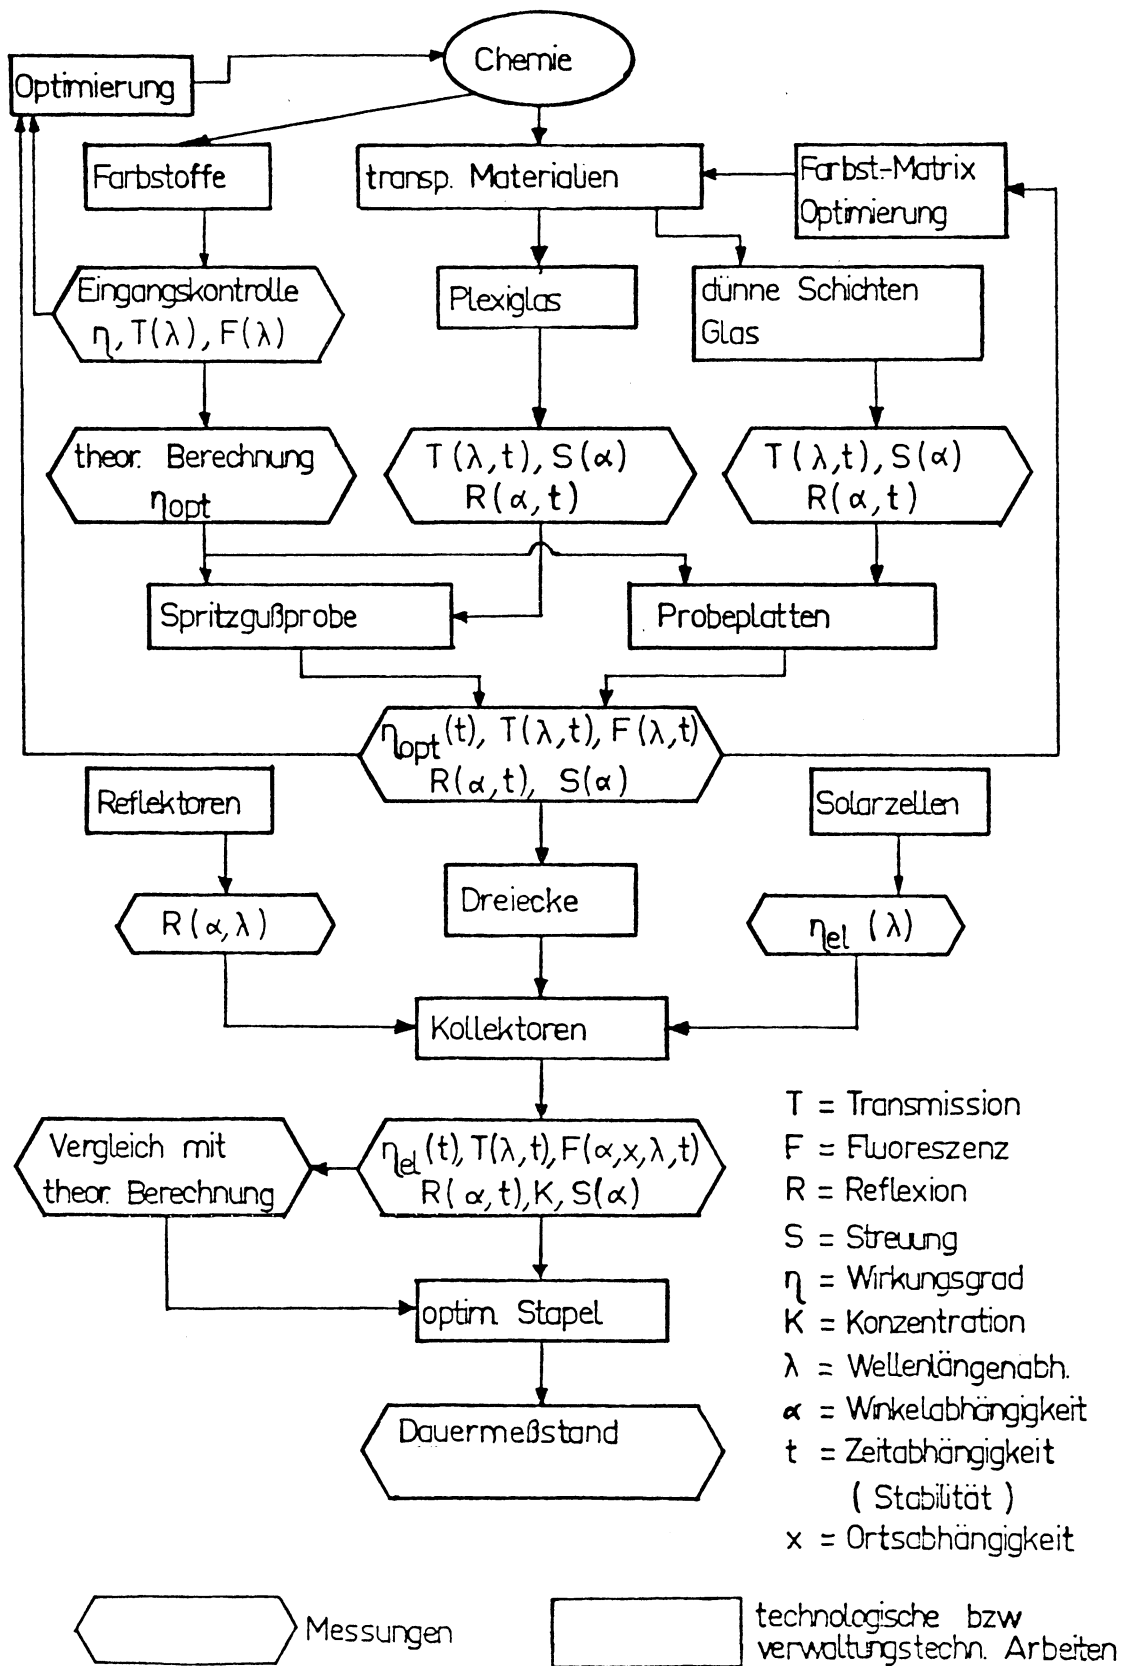 Chemie
Optimierung
Farbstoffe
transp. Materialien
Farbst.-Matrix
Optimierung
Eingangskontrolle
η, T(λ), F(λ)
Plexiglas
dünne Schichten
Glas
theor. Berechnung
ηopt
T(λ,t), S(α)
R(α,t)
T(λ,t), S(α)
R(α,t)
Spritzgußprobe
Probeplatten
ηopt(t), T(λ,t), F(λ,t)
R(α,t), S(α)
Reflektoren
Solarzellen
Dreiecke
R(α,λ)
ηel (λ)
Kollektoren
Vergleich mit
theor. Berechnung
ηel(t), T(λ,t), F(α,x,λ,t)
R(α,t), K, S(α)
optim. Stapel
Dauermeßstand
T = Transmission
F = Fluoreszenz
R = Reflexion
S = Streuung
η = Wirkungsgrad
K = Konzentration
λ = Wellenlängenabh.
α = Winkelabhängigkeit
t = Zeitabhängigkeit
(Stabilität)
x = Ortsabhängigkeit
Messungen
technologische bzw
verwaltungstechn. Arbeiten